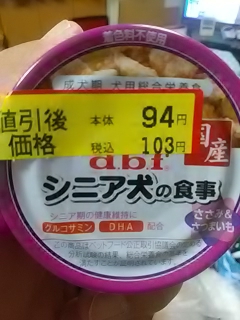 着色料不使用
成犬期 犬用総合栄養食
値引後
価格
本体 94円
税込 103円
国産
dbf
シニア犬の食事
シニア期の健康維持に
グルコサミン DHA 配合
ささみ&
さつまいも